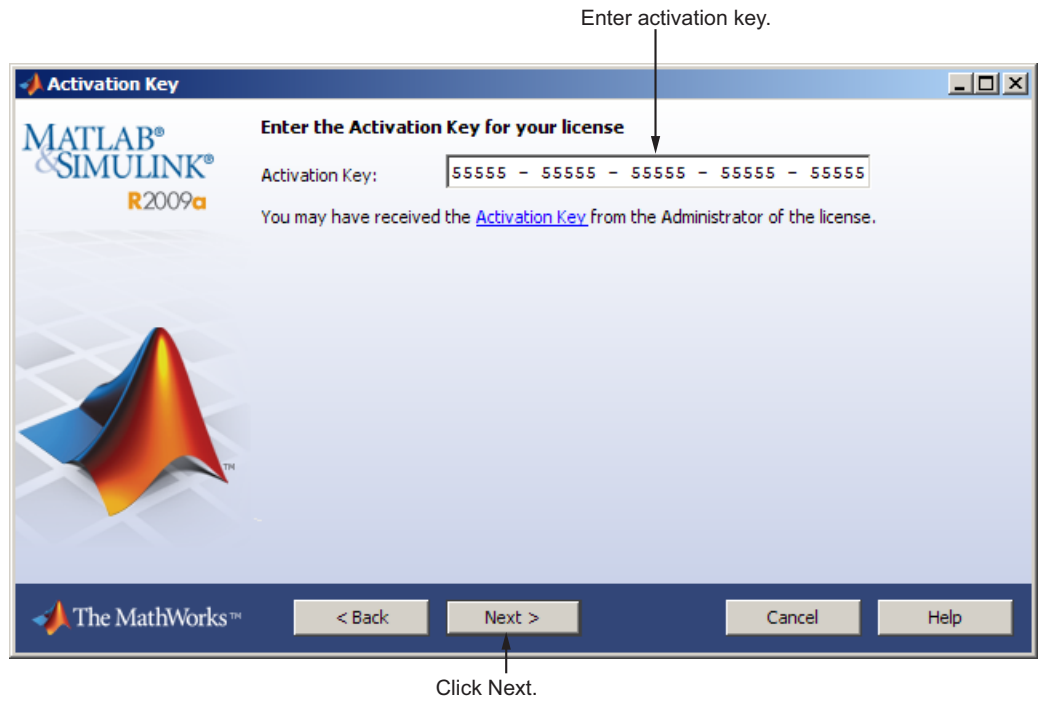 Enter activation key.
Activation Key
MATLAB®
&SIMULINK®
R2009a
Enter the Activation Key for your license
Activation Key: 55555 - 55555 - 55555 - 55555 - 55555
You may have received the Activation Key from the Administrator of the license.
TM
The MathWorks™ < Back Next > Cancel Help
Click Next.